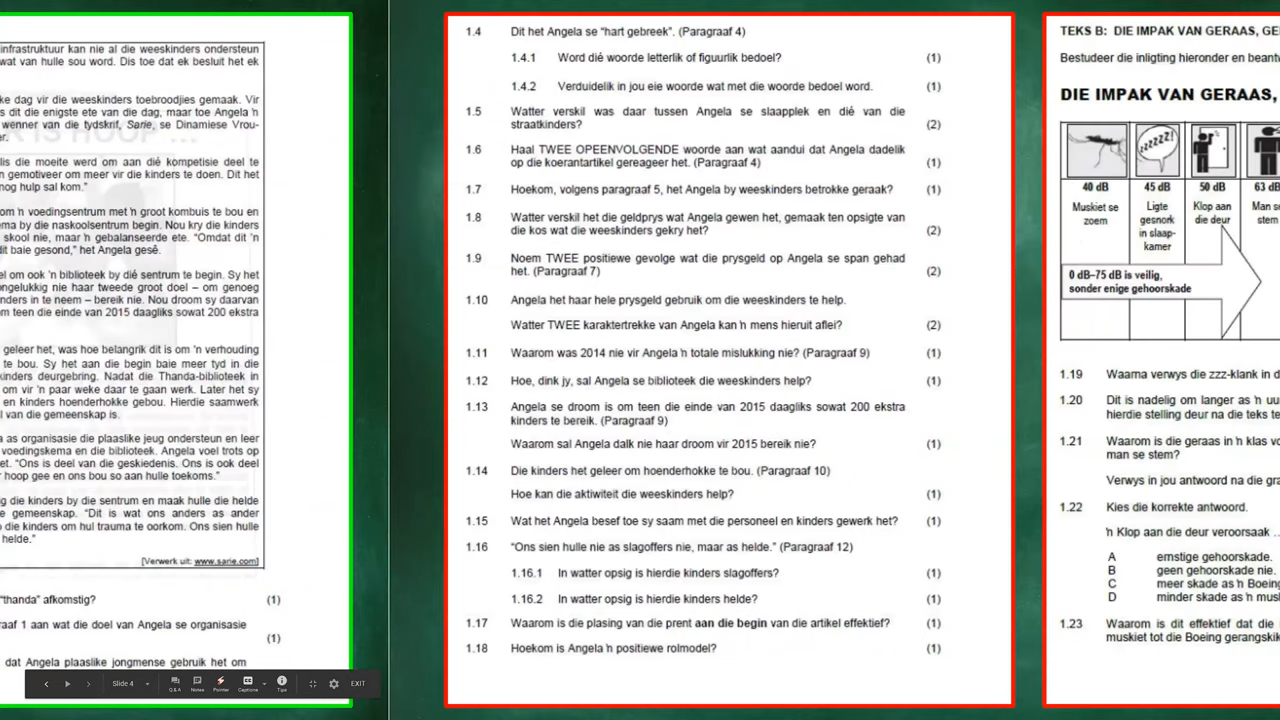 infrastruktuur kan nie al die weeskinders ondersteun
wat van hulle sou word. Dis toe dat ek besluit het ek
ke dag vir die weeskinders toebroodjies gemaak. Vir
s dit die enigste ete van die dag, maar toe Angela 'n
wenner van die tydskrif, Sarie, se Dinamiese Vrou-
er.
lis die moeite werd om aan dié kompetisie deel te
n gemotiveer om meer vir die kinders te doen. Dit het
nog hulp sal kom."
om 'n voedingsentrum met 'n groot kombuis te bou en
ma by die naskoolsentrum begin. Nou kry die kinders
skool nie, maar 'n gebalanseerde ete. "Omdat dit 'n
dit baie gesond," het Angela gesê.
el om ook 'n biblioteek by dié sentrum te begin. Sy het
ongelukkig nie haar tweede groot doel – om genoeg
nders in te neem – bereik nie. Nou droom sy daarvan
m teen die einde van 2015 daagliks sowat 200 ekstra
geleer het, was hoe belangrik dit is om 'n verhouding
te bou. Sy het aan die begin baie meer tyd in die
kinders deurgebring. Nadat die Thanda-biblioteek in
om vir 'n paar weke daar te gaan werk. Later het sy
en kinders hoenderhokke gebou. Hierdie saamwerk
l van die gemeenskap is.
a as organisasie die plaaslike jeug ondersteun en leer
voedingskema en die biblioteek. Angela voel trots op
et. "Ons is deel van die geskiedenis. Ons is ook deel
r hoop gee en ons bou so aan hulle toekoms."
ig die kinders by die sentrum en maak hulle die helde
e gemeenskap. "Dit is wat ons anders as ander
o die kinders om hul trauma te oorkom. Ons sien hulle
helde."
[Verwerk uit: www.sarie.com]
"thanda" afkomstig? (1)
raaf 1 aan wat die doel van Angela se organisasie
(1)
dat Angela plaaslike jongmense gebruik het om
Slide 4 Q & A Notes Pointer Captions Tips EXIT
1.4 Dit het Angela se "hart gebreek". (Paragraaf 4)
1.4.1 Word dié woorde letterlik of figuurlik bedoel? (1)
1.4.2 Verduidelik in jou eie woorde wat met die woorde bedoel word. (1)
1.5 Watter verskil was daar tussen Angela se slaapplek en dié van die
straatkinders? (2)
1.6 Haal TWEE OPEENVOLGENDE woorde aan wat aandui dat Angela dadelik
op die koerantartikel gereageer het. (Paragraaf 4) (1)
1.7 Hoekom, volgens paragraaf 5, het Angela by weeskinders betrokke geraak? (1)
1.8 Watter verskil het die geldprys wat Angela gewen het, gemaak ten opsigte van
die kos wat die weeskinders gekry het? (2)
1.9 Noem TWEE positiewe gevolge wat die prysgeld op Angela se span gehad
het. (Paragraaf 7) (2)
1.10 Angela het haar hele prysgeld gebruik om die weeskinders te help.
Watter TWEE karaktertrekke van Angela kan 'n mens hieruit aflei? (2)
1.11 Waarom was 2014 nie vir Angela 'n totale mislukking nie? (Paragraaf 9) (1)
1.12 Hoe, dink jy, sal Angela se biblioteek die weeskinders help? (1)
1.13 Angela se droom is om teen die einde van 2015 daagliks sowat 200 ekstra
kinders te bereik. (Paragraaf 9)
Waarom sal Angela dalk nie haar droom vir 2015 bereik nie? (1)
1.14 Die kinders het geleer om hoenderhokke te bou. (Paragraaf 10)
Hoe kan die aktiwiteit die weeskinders help? (1)
1.15 Wat het Angela besef toe sy saam met die personeel en kinders gewerk het? (1)
1.16 "Ons sien hulle nie as slagoffers nie, maar as helde." (Paragraaf 12)
1.16.1 In watter opsig is hierdie kinders slagoffers? (1)
1.16.2 In watter opsig is hierdie kinders helde? (1)
1.17 Waarom is die plasing van die prent aan die begin van die artikel effektief? (1)
1.18 Hoekom is Angela 'n positiewe rolmodel? (1)
TEKS B: DIE IMPAK VAN GERAAS, GE
Bestudeer die inligting hieronder en beant
DIE IMPAK VAN GERAAS,
zzzzzz!
40 dB 45 dB 50 dB 63 dB
Muskiet se Ligte Klop aan Man se
zoem gesnork die deur stem
in slaap-
kamer
0 dB–75 dB is veilig,
sonder enige gehoorskade
1.19 Waarna verwys die zzz-klank in d
1.20 Dit is nadelig om langer as 'n uu
hierdie stelling deur na die teks te
1.21 Waarom is die geraas in 'n klas vo
man se stem?
Verwys in jou antwoord na die gra
1.22 Kies die korrekte antwoord.
'n Klop aan die deur veroorsaak ...
A ernstige gehoorskade.
B geen gehoorskade nie.
C meer skade as 'n Boeing
D minder skade as 'n musk
1.23 Waarom is dit effektief dat die
muskiet tot die Boeing gerangski